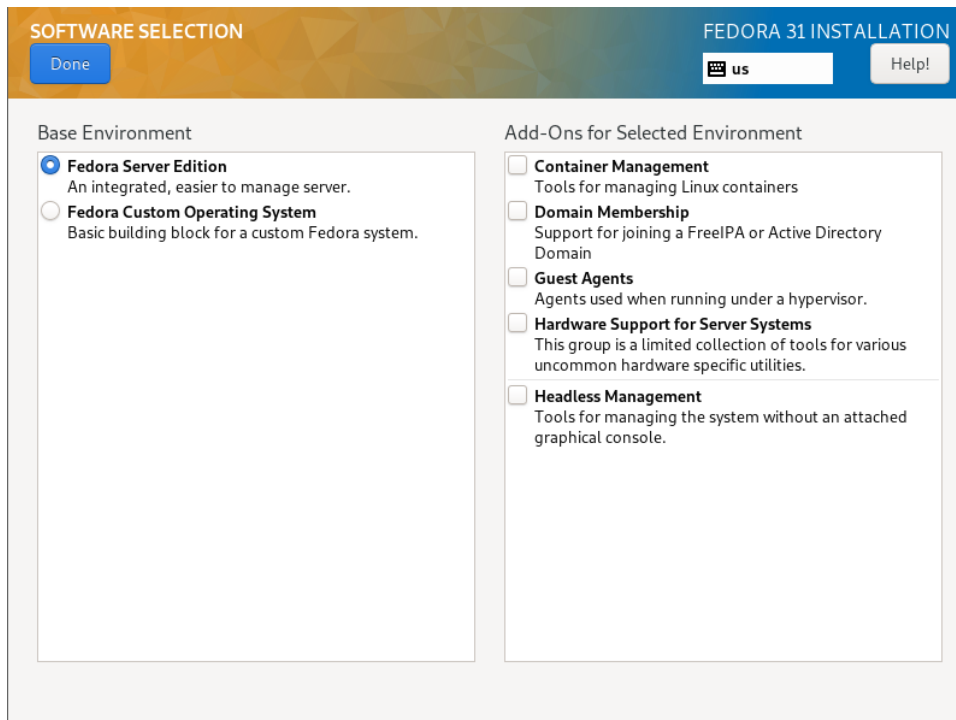 SOFTWARE SELECTION
FEDORA 31 INSTALLATION
Done
us
Help!
Base Environment
Fedora Server Edition
An integrated, easier to manage server.
Fedora Custom Operating System
Basic building block for a custom Fedora system.
Add-Ons for Selected Environment
Container Management
Tools for managing Linux containers
Domain Membership
Support for joining a FreeIPA or Active Directory
Domain
Guest Agents
Agents used when running under a hypervisor.
Hardware Support for Server Systems
This group is a limited collection of tools for various
uncommon hardware specific utilities.
Headless Management
Tools for managing the system without an attached
graphical console.